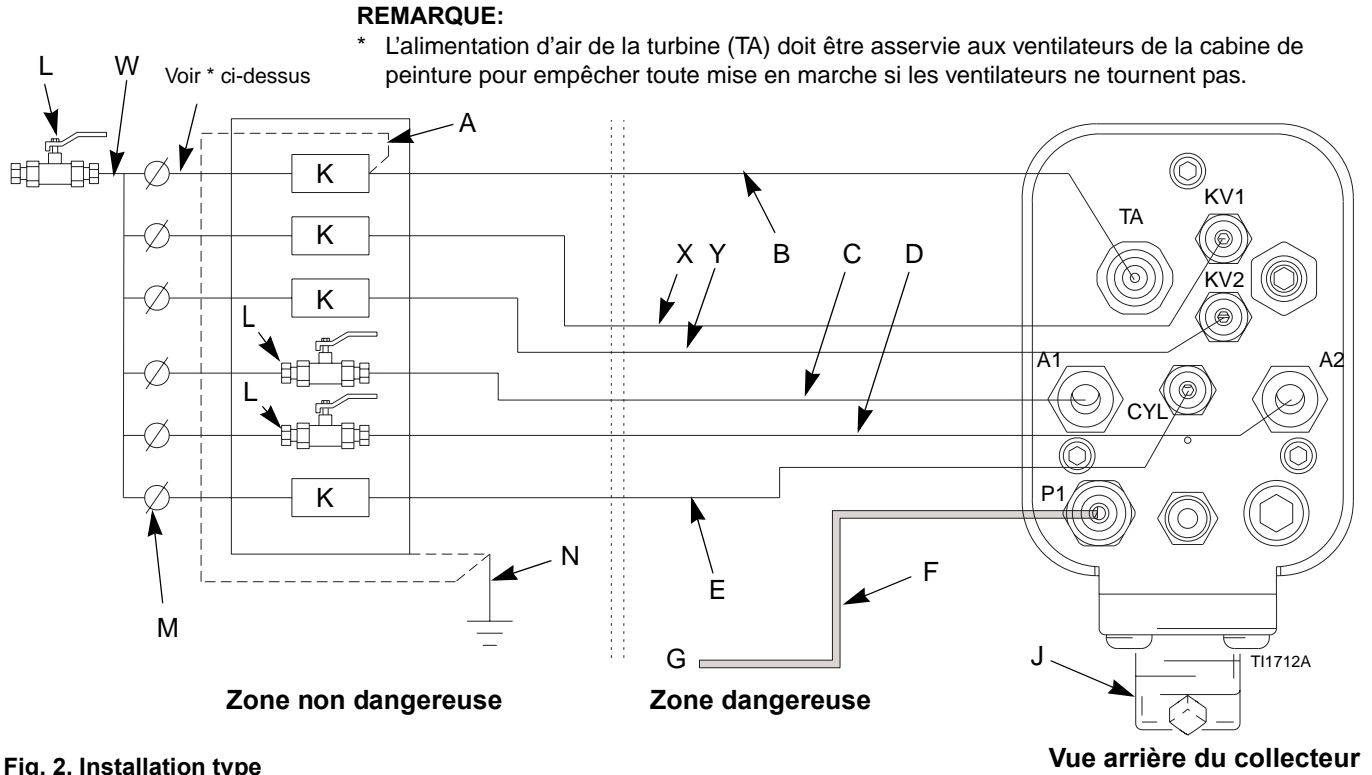 REMARQUE:
* L'alimentation d'air de la turbine (TA) doit être asservie aux ventilateurs de la cabine de
peinture pour empêcher toute mise en marche si les ventilateurs ne tournent pas.
L
W
Voir * ci-dessus
A
K
TA
KV1
K
X
Y
B
C
D
KV2
K
L
A1
A2
L
CYL
K
P1
N
E
F
M
G
J
TI1712A
Zone non dangereuse
Zone dangereuse
Vue arrière du collecteur
Fig. 2. Installation type